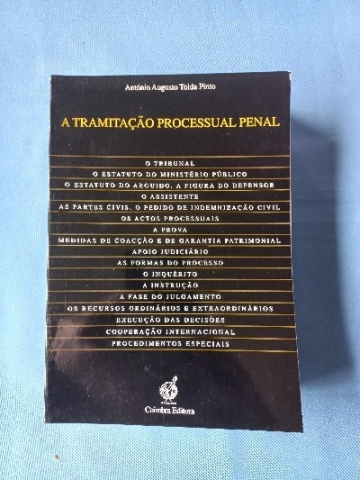 António Augusto Tolda Pinto
A TRAMITAÇÃO PROCESSUAL PENAL
O TRIBUNAL
O ESTATUTO DO MINISTÉRIO PÚBLICO
O ESTATUTO DO ARGUIDO. A FIGURA DO DEFENSOR
O ASSISTENTE
AS PARTES CIVIS. O PEDIDO DE INDEMNIZAÇÃO CIVIL
OS ACTOS PROCESSUAIS
A PROVA
MEDIDAS DE COACÇÃO E DE GARANTIA PATRIMONIAL
APOIO JUDICIÁRIO
AS FORMAS DO PROCESSO
O INQUÉRITO
A INSTRUÇÃO
A FASE DO JULGAMENTO
OS RECURSOS ORDINÁRIOS E EXTRAORDINÁRIOS
EXECUÇÃO DAS DECISÕES
COOPERAÇÃO INTERNACIONAL
PROCEDIMENTOS ESPECIAIS
Coimbra Editora